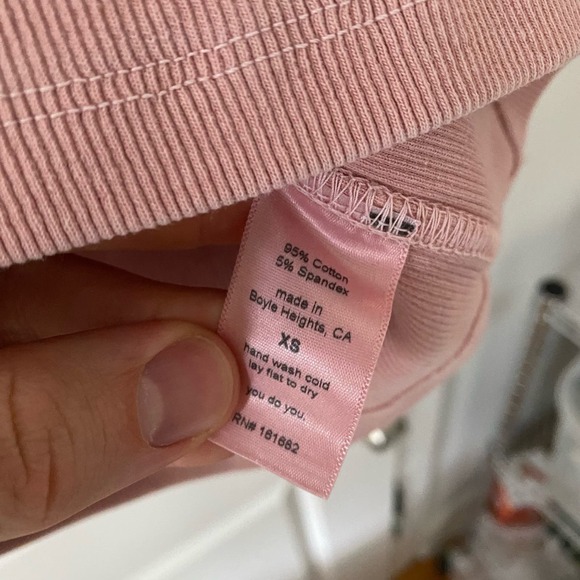 95% Cotton
5% Spandex
made in
Boyle Heights, CA
XS
hand wash cold
lay flat to dry
you do you.
RN# 161662